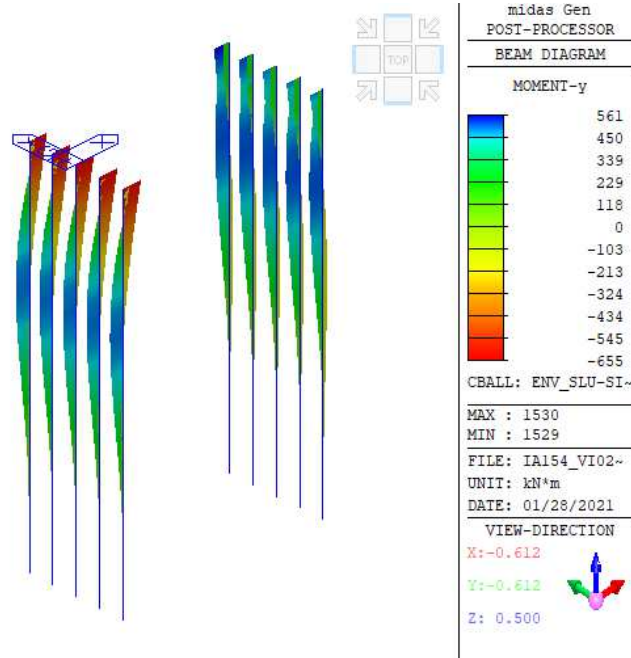 TOP
midas Gen
POST-PROCESSOR
BEAM DIAGRAM
MOMENT-y
561
450
339
229
118
0
-103
-213
-324
-434
-545
-655
CBALL: ENV_SLU-SI~
MAX : 1530
MIN : 1529
FILE: IA154_VI02~
UNIT: kN*m
DATE: 01/28/2021
VIEW-DIRECTION
X:-0.612
Y:-0.612
Z: 0.500